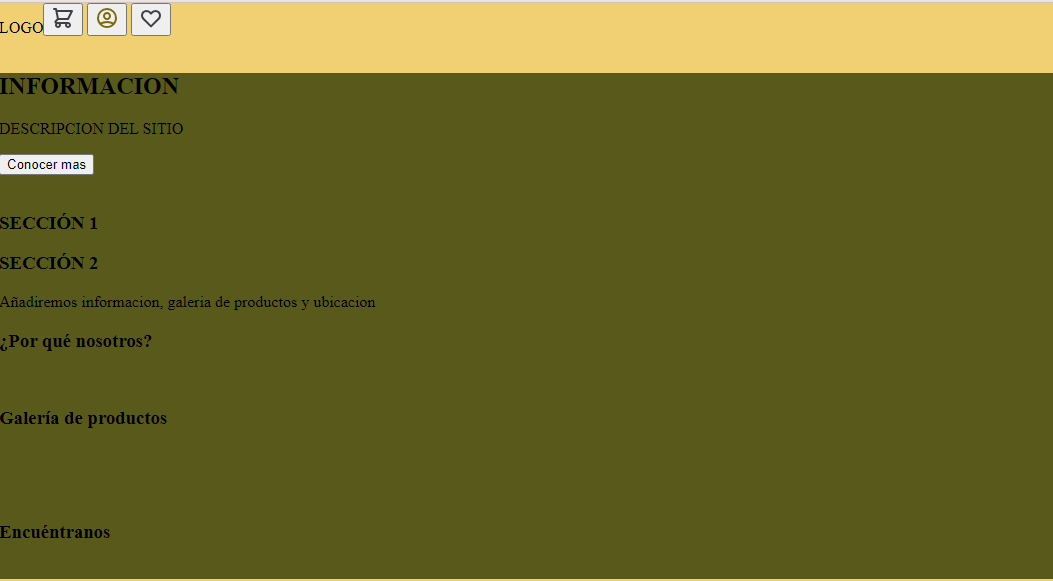 LOGO
INFORMACION
DESCRIPCION DEL SITIO
Conocer mas
SECCIÓN 1
SECCIÓN 2
Añadiremos informacion, galeria de productos y ubicacion
¿Por qué nosotros?
Galería de productos
Encuéntranos